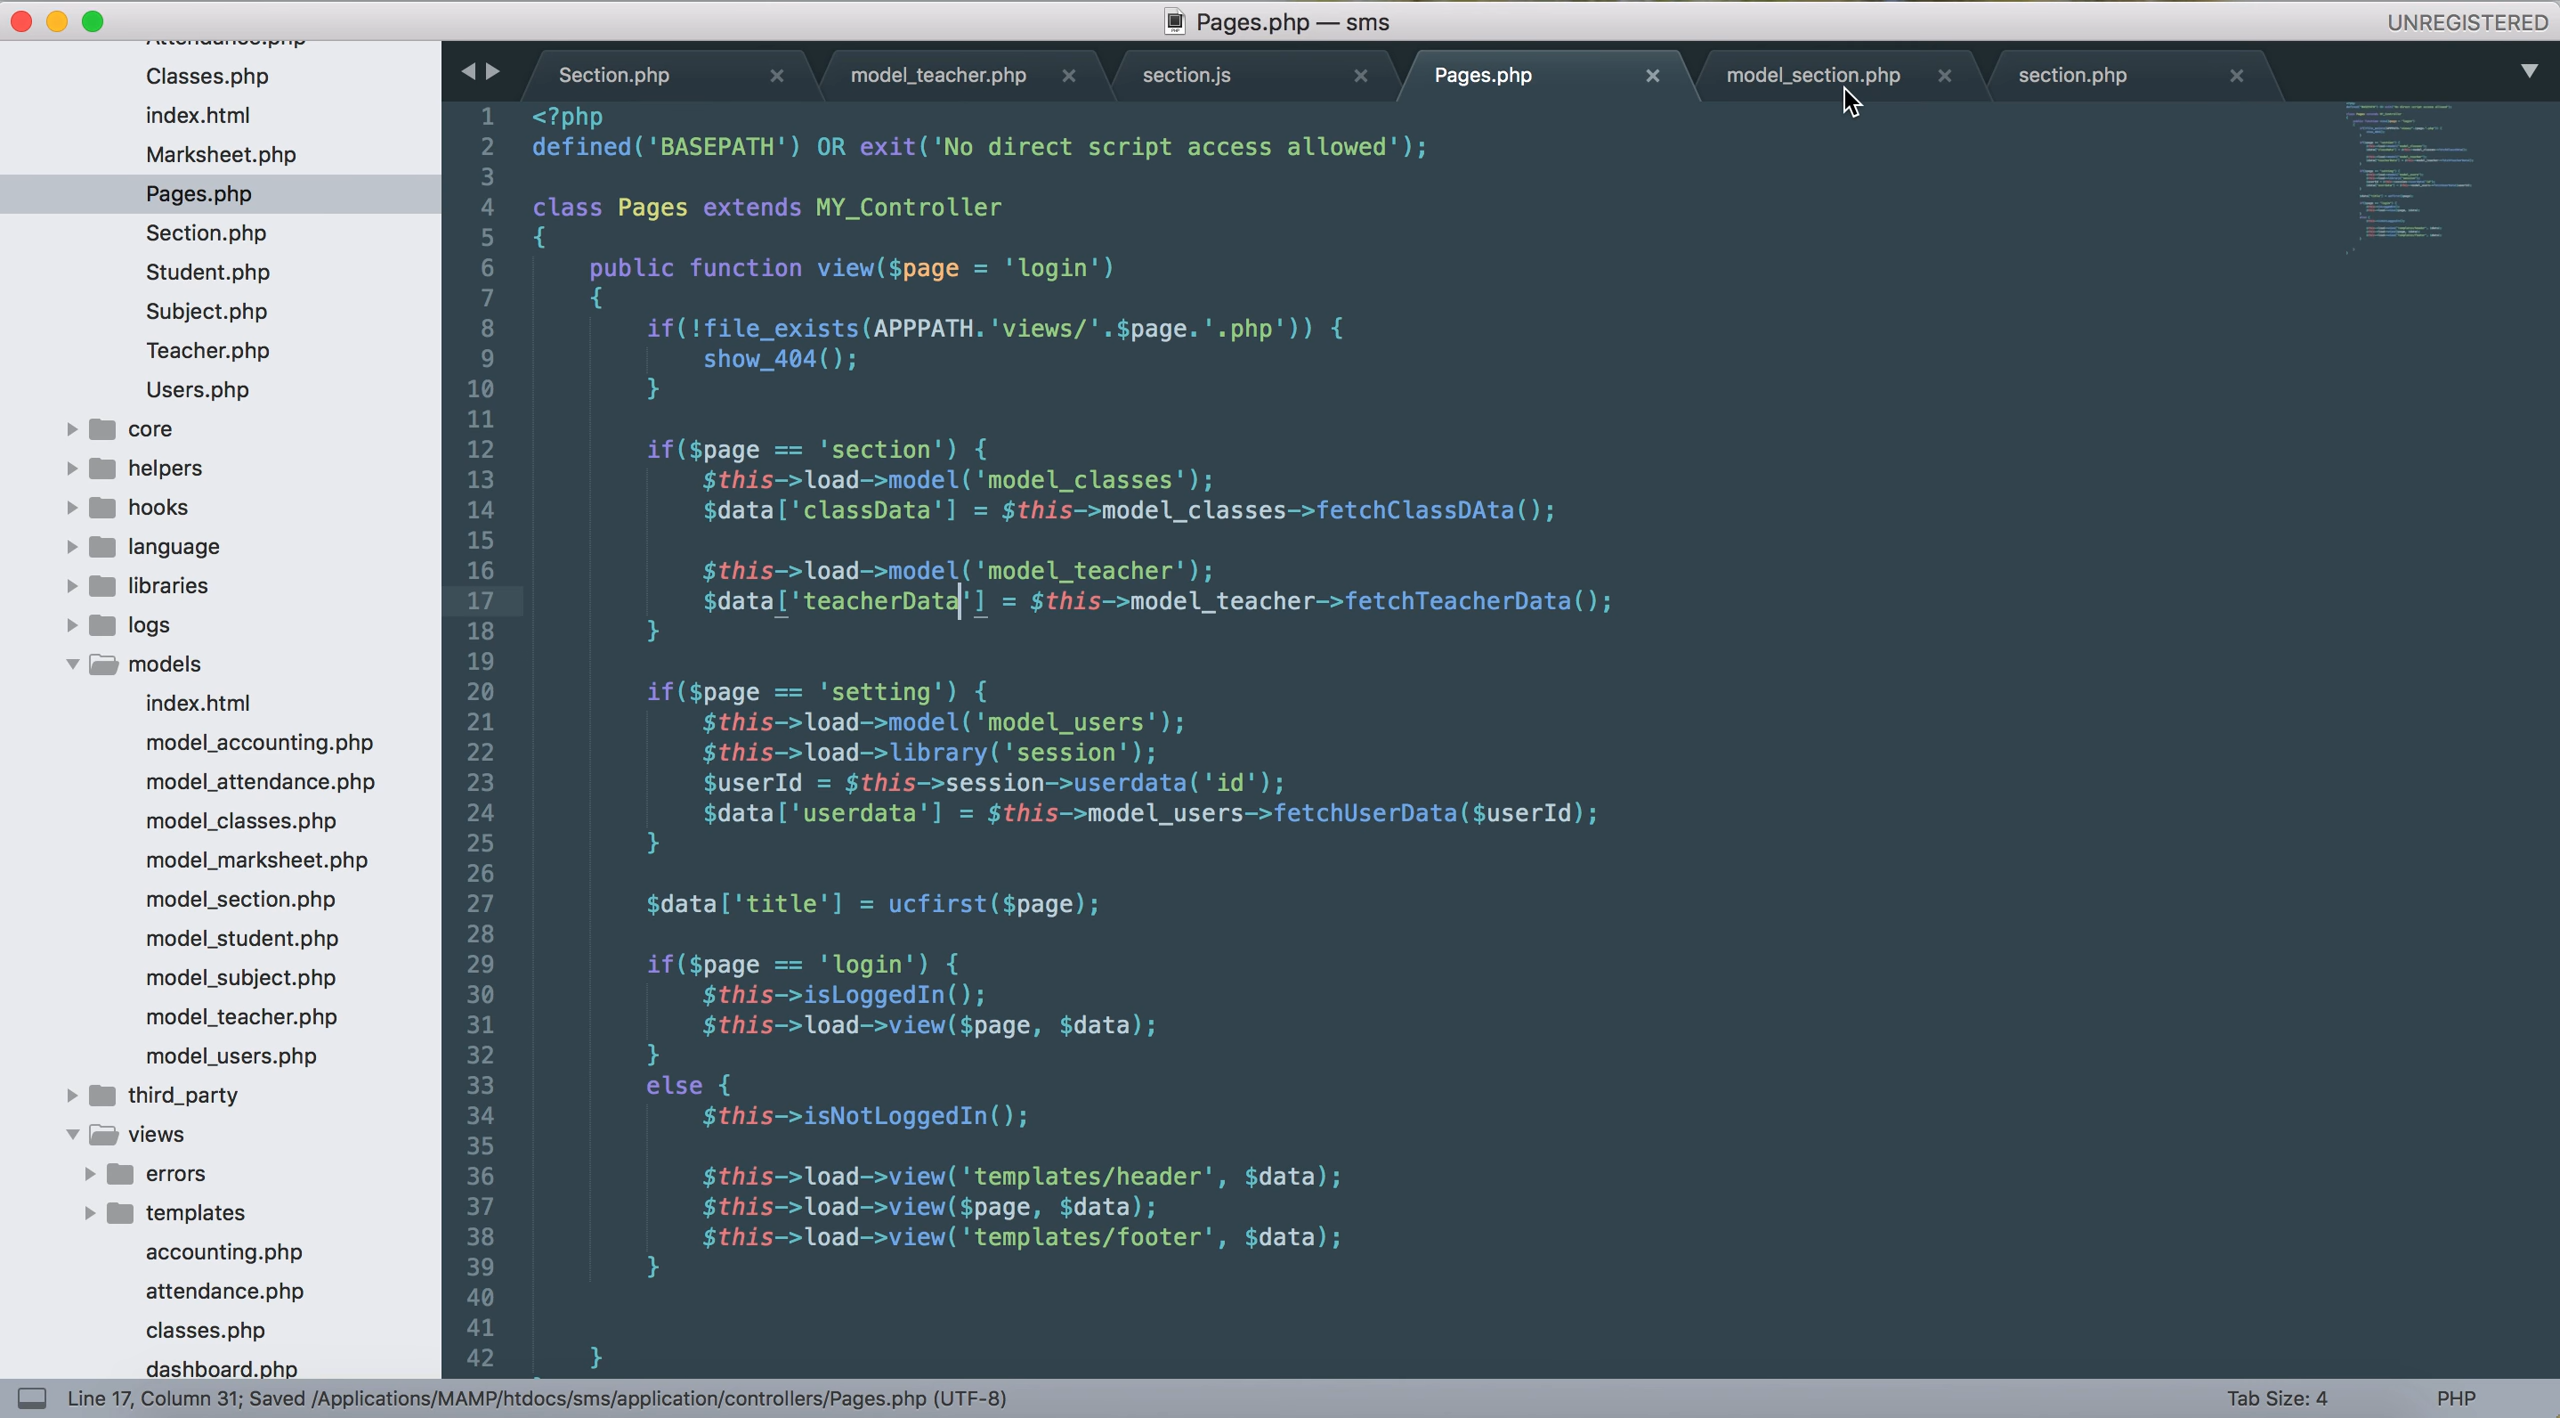 Pages.php — sms
UNREGISTERED
Classes.php
index.html
Marksheet.php
Pages.php
Section.php
Student.php
Subject.php
Teacher.php
Users.php
core
helpers
hooks
language
libraries
logs
models
index.html
model_accounting.php
model_attendance.php
model_classes.php
model_marksheet.php
model_section.php
model_student.php
model_subject.php
model_teacher.php
model_users.php
third_party
views
errors
templates
accounting.php
attendance.php
classes.php
dashboard.php
Section.php
model_teacher.php
section.js
Pages.php
model_section.php
section.php
1 <?php
2 defined('BASEPATH') OR exit('No direct script access allowed');
3
4 class Pages extends MY_Controller
5 {
6 public function view($page = 'login')
7 {
8 if(!file_exists(APPPATH.'views/'.$page.'.php')) {
9 show_404();
10 }
11
12 if($page == 'section') {
13 $this->load->model('model_classes');
14 $data['classData'] = $this->model_classes->fetchClassDAta();
15
16 $this->load->model('model_teacher');
17 $data['teacherData'] = $this->model_teacher->fetchTeacherData();
18 }
19
20 if($page == 'setting') {
21 $this->load->model('model_users');
22 $this->load->library('session');
23 $userId = $this->session->userdata('id');
24 $data['userdata'] = $this->model_users->fetchUserData($userId);
25 }
26
27 $data['title'] = ucfirst($page);
28
29 if($page == 'login') {
30 $this->isLoggedIn();
31 $this->load->view($page, $data);
32 }
33 else {
34 $this->isNotLoggedIn();
35
36 $this->load->view('templates/header', $data);
37 $this->load->view($page, $data);
38 $this->load->view('templates/footer', $data);
39 }
40
41
42 }
Line 17, Column 31; Saved /Applications/MAMP/htdocs/sms/application/controllers/Pages.php (UTF-8)
Tab Size: 4
PHP